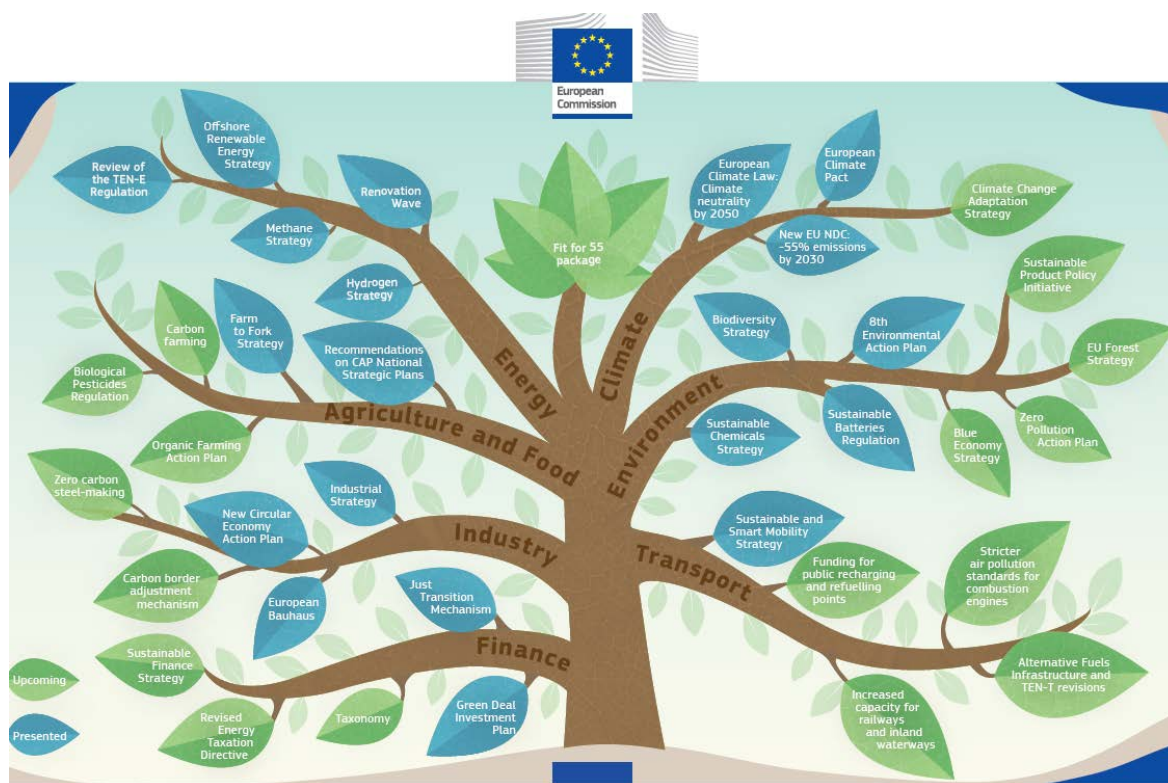 European
Commission
Offshore
Renewable
Energy
Strategy
Review of
the TEN-E
Regulation
Renovation
Wave
Methane
Strategy
Hydrogen
Strategy
Energy
Fit for 55
package
European
Climate Law:
Climate
neutrality
by 2050
European
Climate
Pact
New EU NDC:
-55% emissions
by 2030
Climate Change
Adaptation
Strategy
Climate
Carbon
farming
Farm
to Fork
Strategy
Recommendations
on CAP National
Strategic Plans
Biological
Pesticides
Regulation
Organic Farming
Action Plan
Agriculture and Food
Biodiversity
Strategy
8th
Environmental
Action Plan
Sustainable
Product Policy
Initiative
EU Forest
Strategy
Sustainable
Chemicals
Strategy
Sustainable
Batteries
Regulation
Blue
Economy
Strategy
Zero
Pollution
Action Plan
Environment
Zero carbon
steel-making
Industrial
Strategy
New Circular
Economy
Action Plan
Carbon border
adjustment
mechanism
European
Bauhaus
Industry
Sustainable and
Smart Mobility
Strategy
Funding for
public recharging
and refuelling
points
Stricter
air pollution
standards for
combustion
engines
Alternative Fuels
Infrastructure and
TEN-T revisions
Increased
capacity for
railways
and inland
waterways
Transport
Just
Transition
Mechanism
Sustainable
Finance
Strategy
Revised
Energy
Taxation
Directive
Taxonomy
Green Deal
Investment
Plan
Finance
Upcoming
Presented